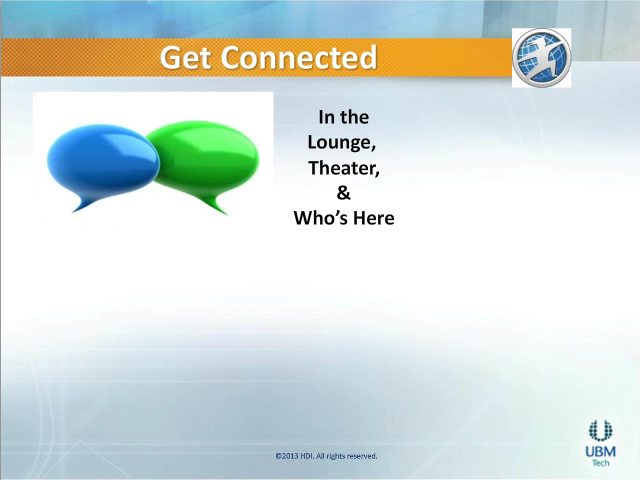 Get Connected
In the
Lounge,
Theater,
&
Who's Here
©2013 HDI. All rights reserved.
UBM
Tech